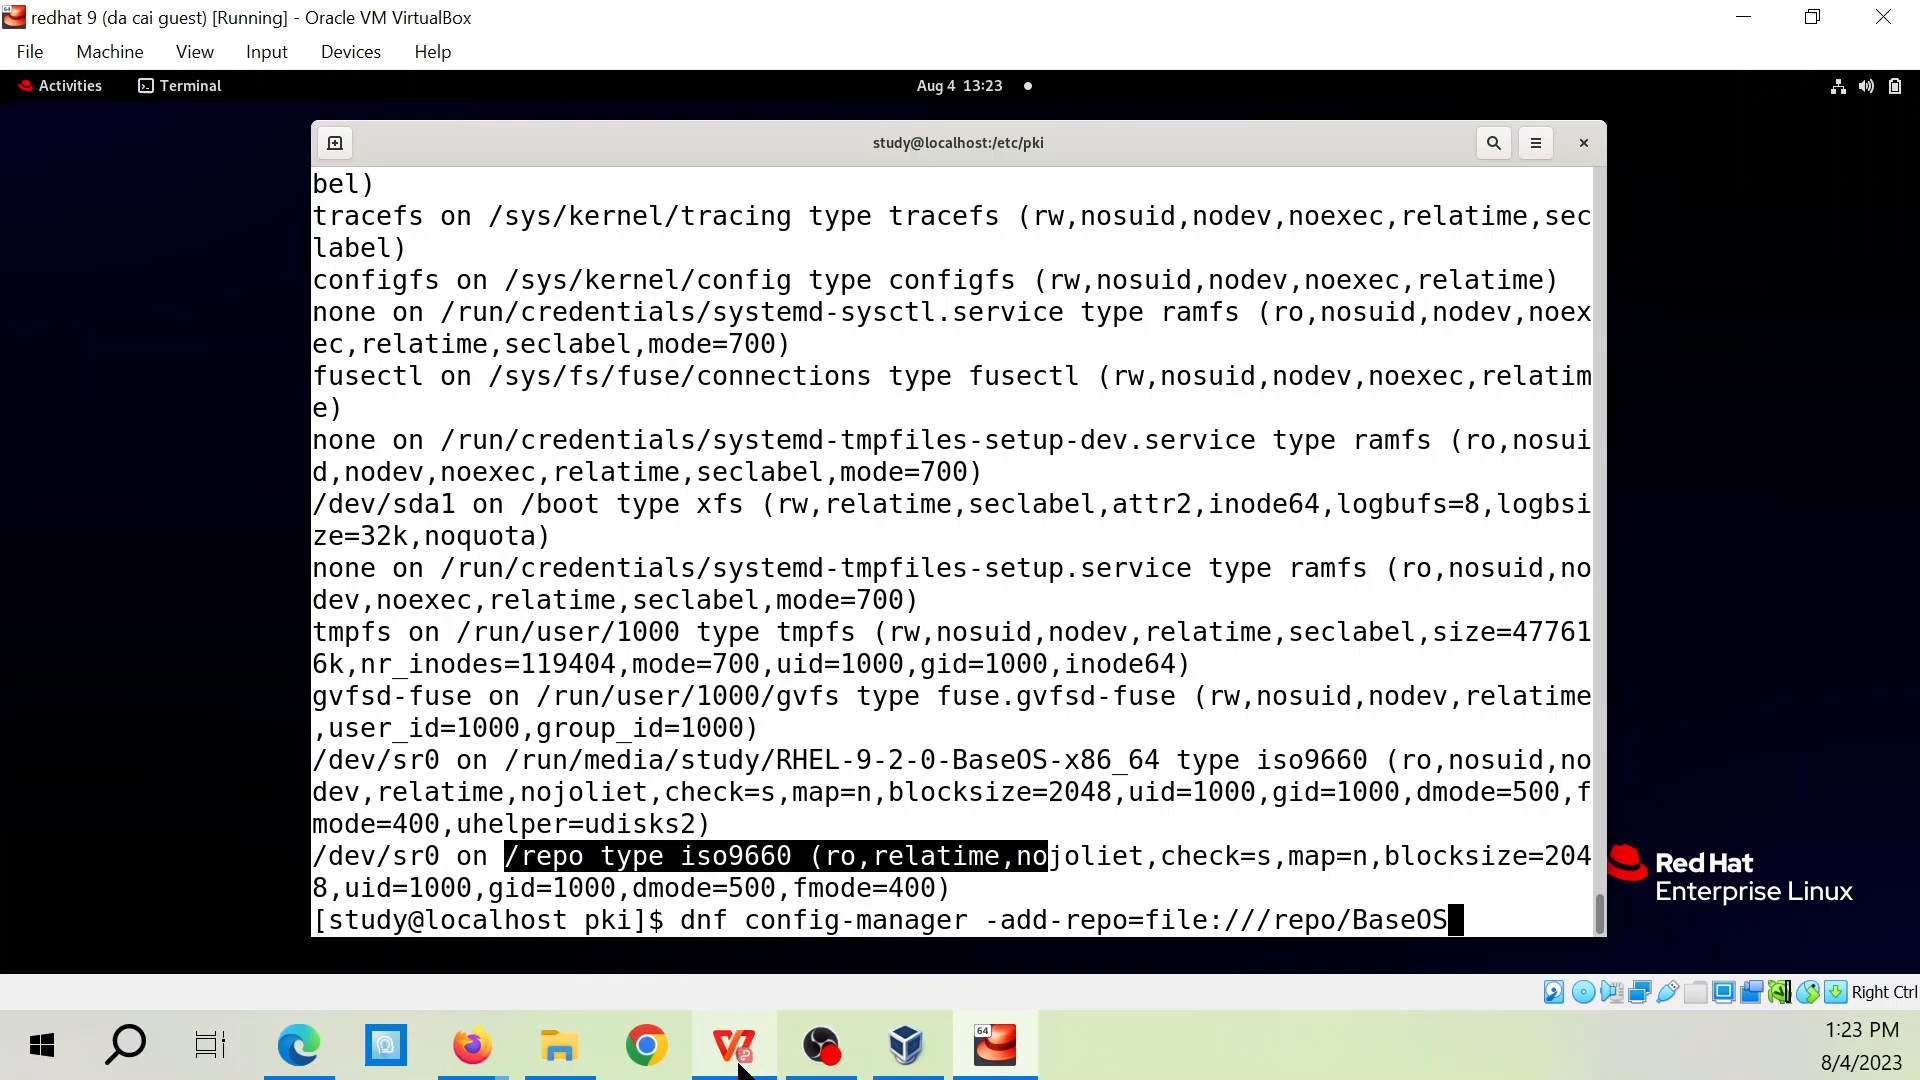 redhat 9 (da cai guest) [Running] - Oracle VM VirtualBox
File Machine View Input Devices Help
Activities Terminal Aug 4 13:23
study@localhost:/etc/pki
bel)
tracefs on /sys/kernel/tracing type tracefs (rw,nosuid,nodev,noexec,relatime,sec
label)
configfs on /sys/kernel/config type configfs (rw,nosuid,nodev,noexec,relatime)
none on /run/credentials/systemd-sysctl.service type ramfs (ro,nosuid,nodev,noex
ec,relatime,seclabel,mode=700)
fusectl on /sys/fs/fuse/connections type fusectl (rw,nosuid,nodev,noexec,relatim
e)
none on /run/credentials/systemd-tmpfiles-setup-dev.service type ramfs (ro,nosui
d,nodev,noexec,relatime,seclabel,mode=700)
/dev/sda1 on /boot type xfs (rw,relatime,seclabel,attr2,inode64,logbufs=8,logbsi
ze=32k,noquota)
none on /run/credentials/systemd-tmpfiles-setup.service type ramfs (ro,nosuid,no
dev,noexec,relatime,seclabel,mode=700)
tmpfs on /run/user/1000 type tmpfs (rw,nosuid,nodev,relatime,seclabel,size=47761
6k,nr_inodes=119404,mode=700,uid=1000,gid=1000,inode64)
gvfsd-fuse on /run/user/1000/gvfs type fuse.gvfsd-fuse (rw,nosuid,nodev,relatime
,user_id=1000,group_id=1000)
/dev/sr0 on /run/media/study/RHEL-9-2-0-BaseOS-x86_64 type iso9660 (ro,nosuid,no
dev,relatime,nojoliet,check=s,map=n,blocksize=2048,uid=1000,gid=1000,dmode=500,f
mode=400,uhelper=udisks2)
/dev/sr0 on /repo type iso9660 (ro,relatime,nojoliet,check=s,map=n,blocksize=204
8,uid=1000,gid=1000,dmode=500,fmode=400)
[study@localhost pki]$ dnf config-manager -add-repo=file:///repo/BaseOS
Red Hat
Enterprise Linux
Right Ctrl
64
1:23 PM
8/4/2023